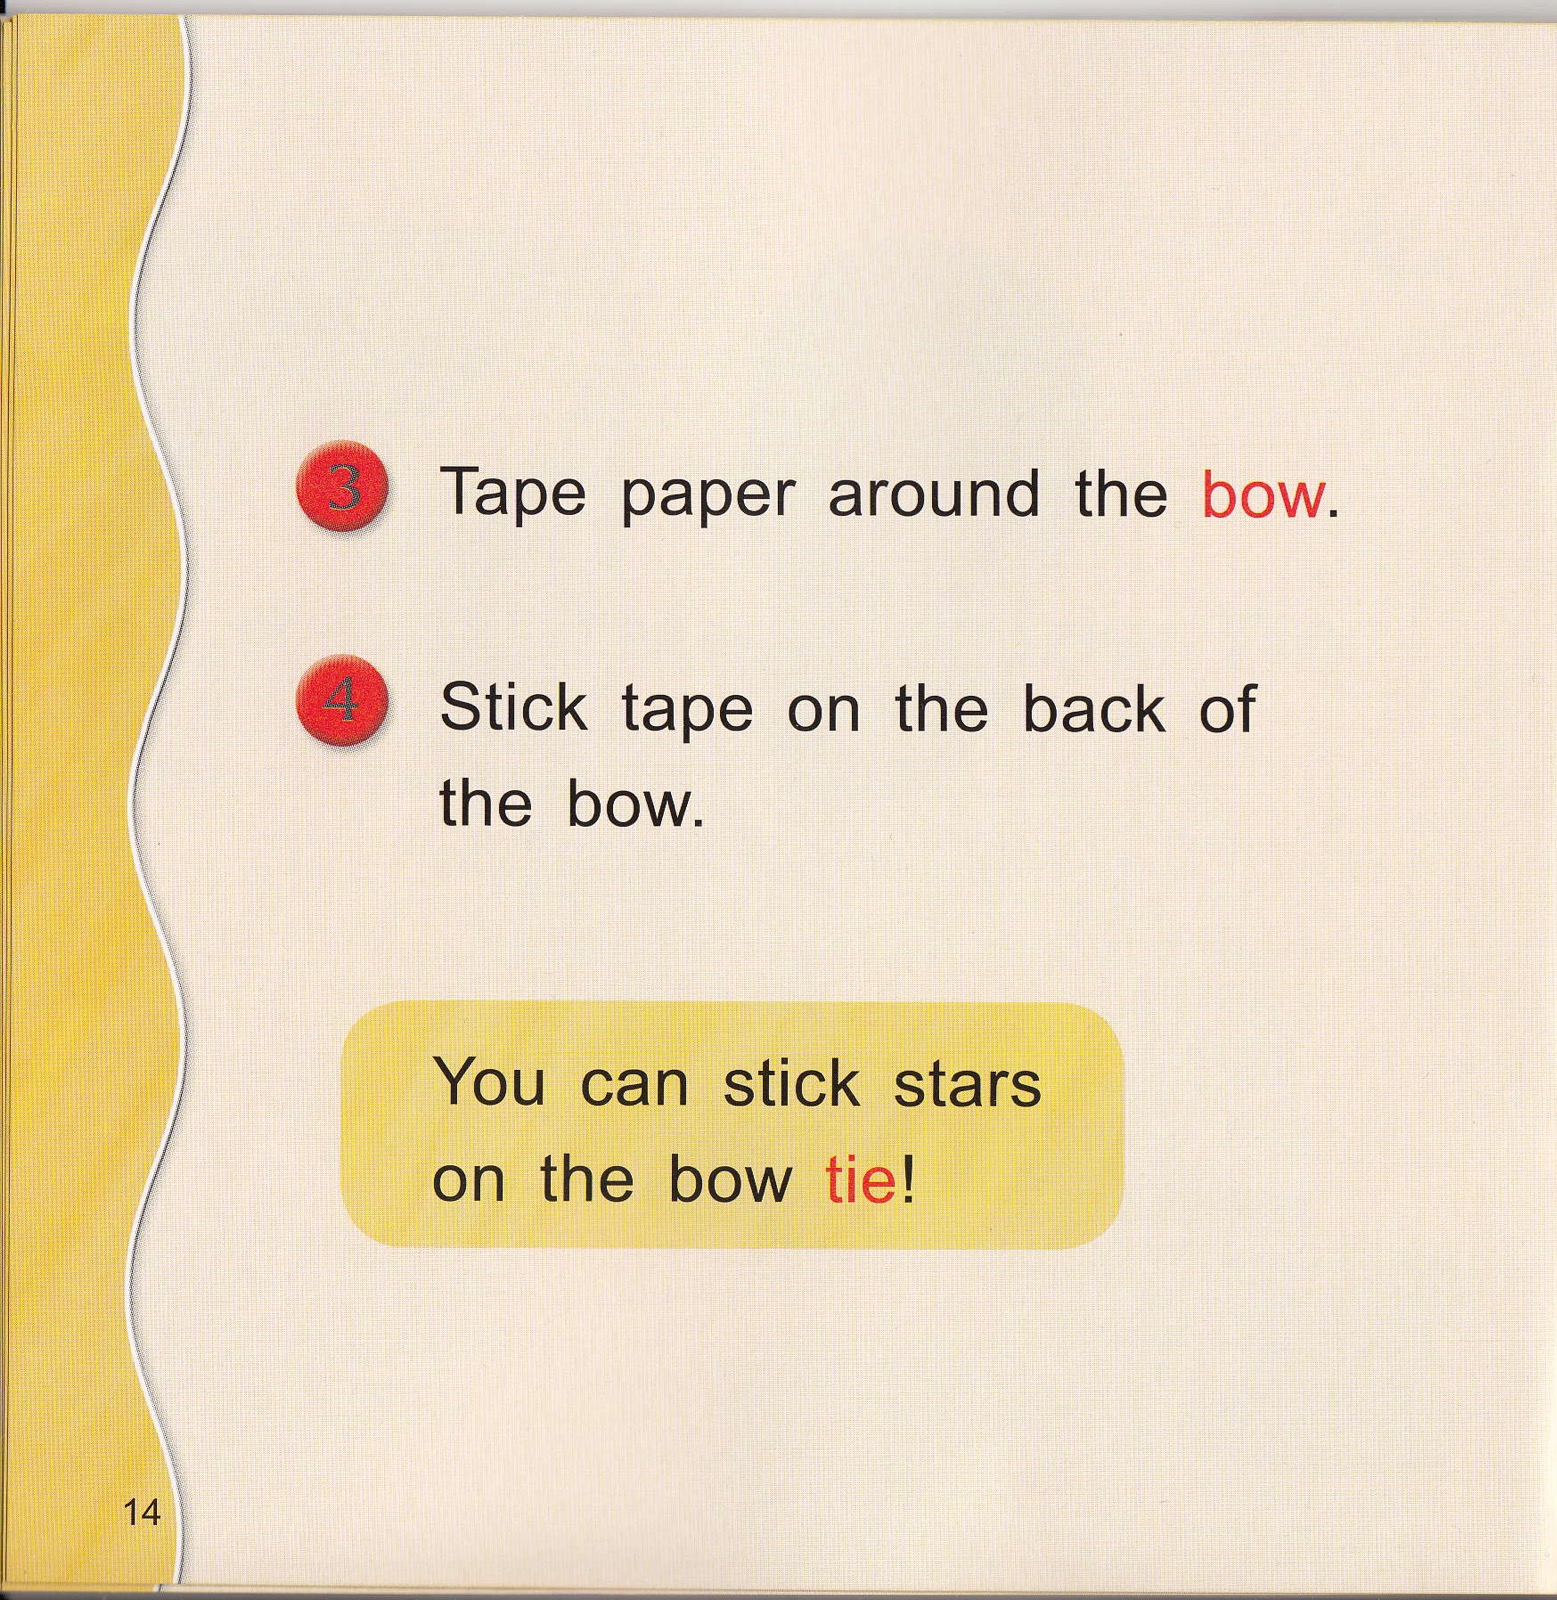 3 Tape paper around the bow.
4 Stick tape on the back of
the bow.
You can stick stars
on the bow tie!
14